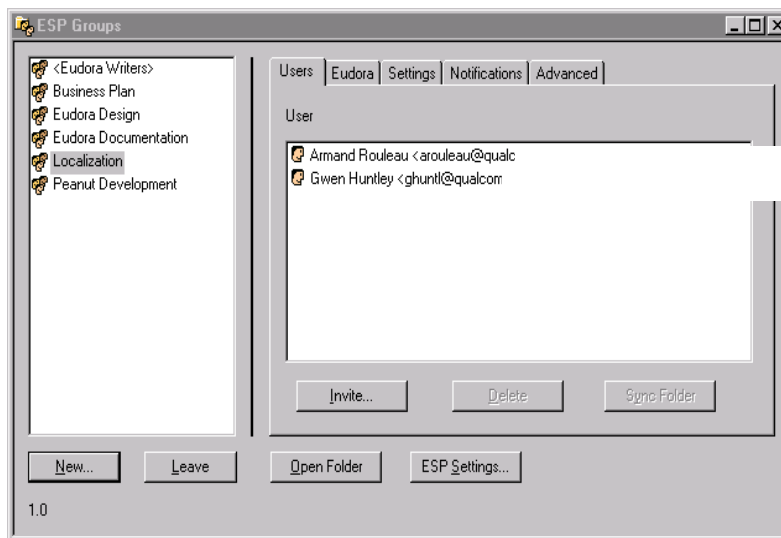 ESP Groups
<Eudora Writers>
Business Plan
Eudora Design
Eudora Documentation
Localization
Peanut Development
Users Eudora Settings Notifications Advanced
User
Armand Rouleau <arouleau@qualc
Gwen Huntley <ghuntl@qualcom
Invite... Delete Sync Folder
New... Leave Open Folder ESP Settings...
1.0